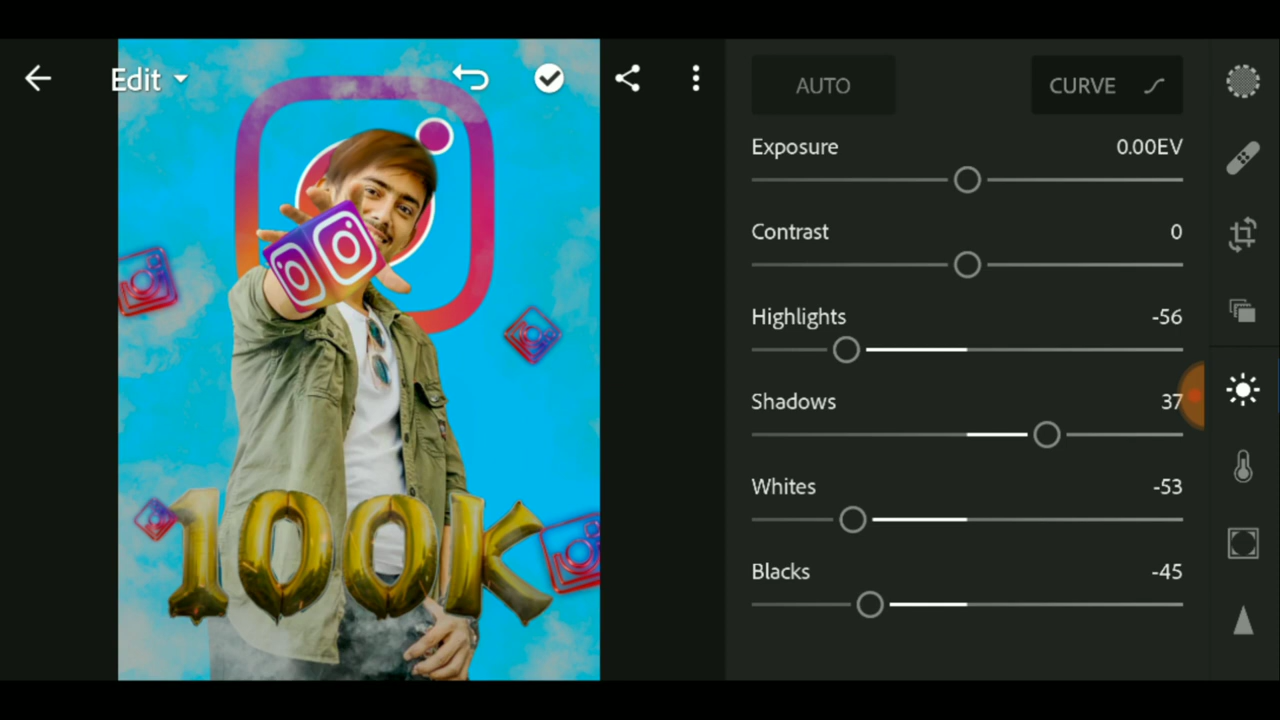 Edit
AUTO
CURVE
Exposure
0.00EV
Contrast
0
Highlights
-56
Shadows
37
Whites
-53
Blacks
-45
100K